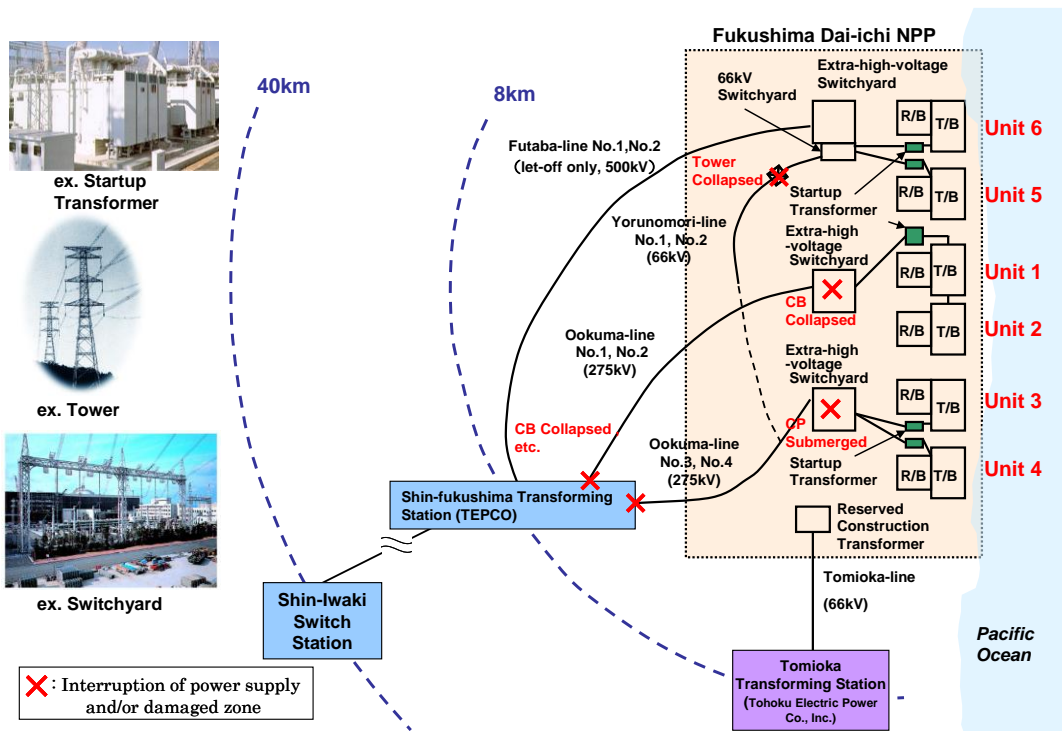 Fukushima Dai-ichi NPP
40km
8km
66kV
Switchyard
Extra-high-voltage
Switchyard
R/B
T/B
Unit 6
Futaba-line No.1,No.2
(let-off only, 500kV)
Tower
Collapsed
ex. Startup
Transformer
Startup
Transformer
R/B
T/B
Unit 5
Yorunomori-line
No.1, No.2
(66kV)
Extra-high
-voltage
Switchyard
R/B
T/B
Unit 1
CB
Collapsed
R/B
T/B
Unit 2
Ookuma-line
No.1, No.2
(275kV)
Extra-high
-voltage
Switchyard
R/B
T/B
Unit 3
ex. Tower
CB Collapsed ,
etc.
CP
Submerged
Ookuma-line
No.3, No.4
(275kV)
Startup
Transformer
R/B
T/B
Unit 4
Shin-fukushima Transforming
Station (TEPCO)
Reserved
Construction
Transformer
Tomioka-line
(66kV)
ex. Switchyard
Shin-Iwaki
Switch
Station
Pacific
Ocean
Tomioka
Transforming Station
(Tohoku Electric Power
Co., Inc.)
: Interruption of power supply
and/or damaged zone